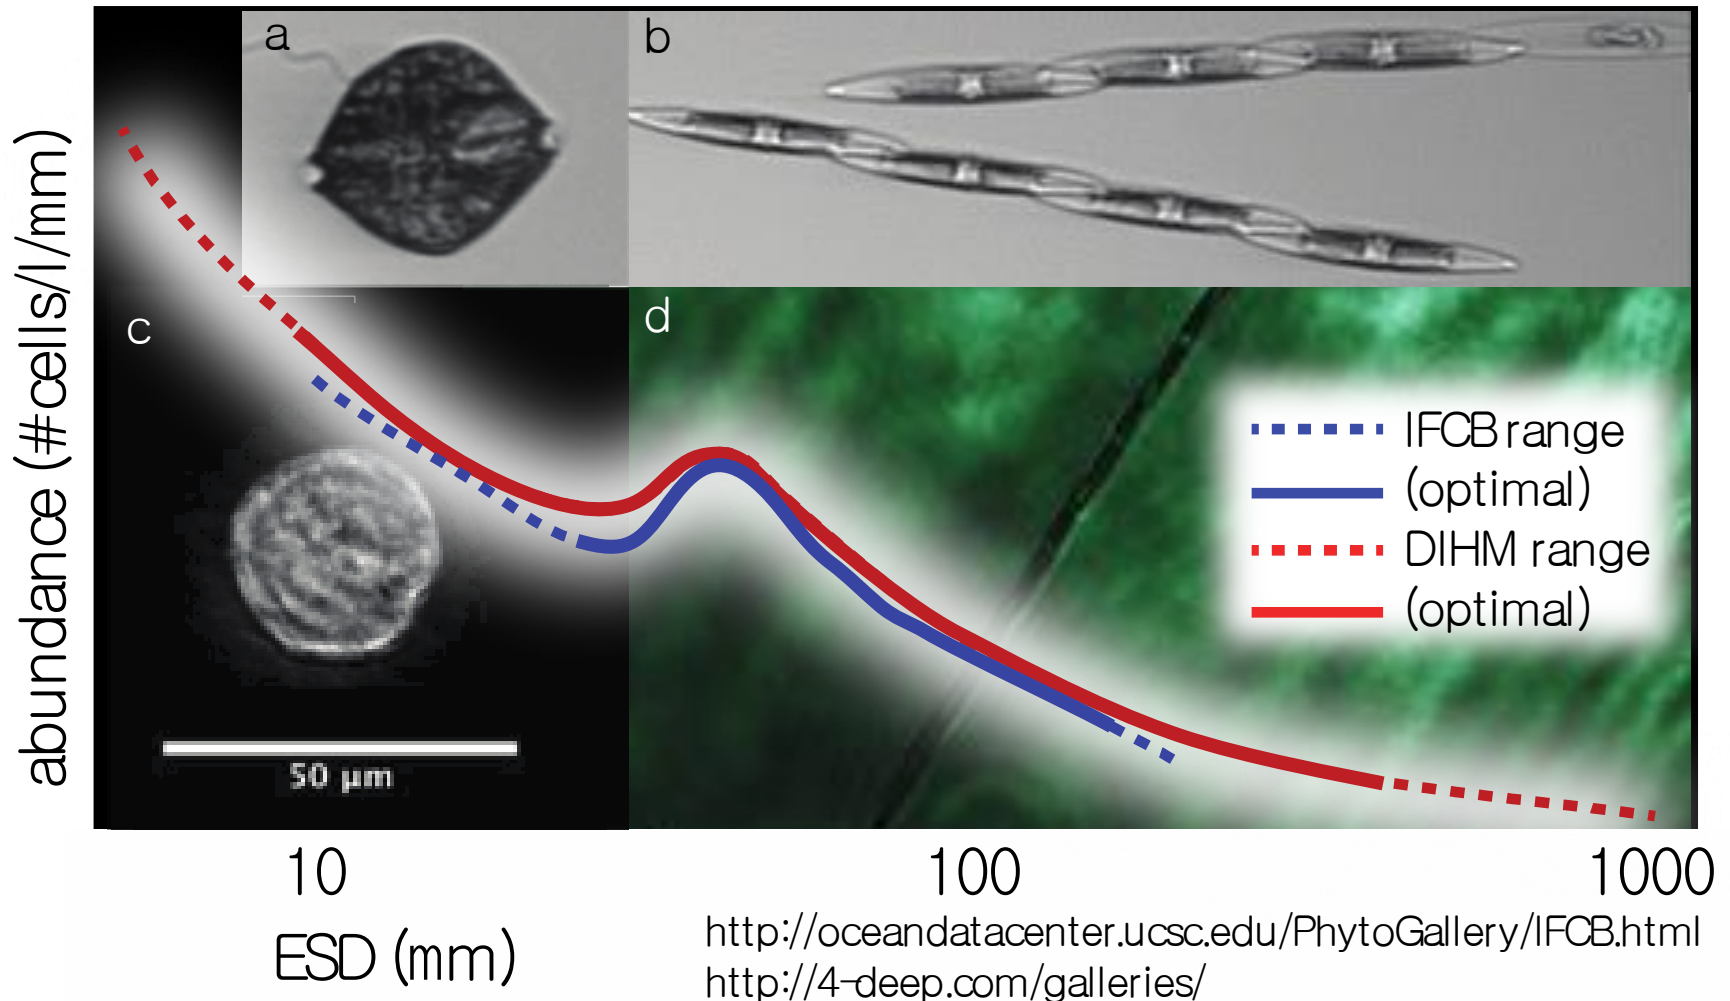 a
b
c
d
abundance (#cells/l/mm)
IFCB range
(optimal)
DIHM range
(optimal)
50 µm
10
100
1000
ESD (mm)
http://oceandatacenter.ucsc.edu/PhytoGallery/IFCB.html
http://4-deep.com/galleries/